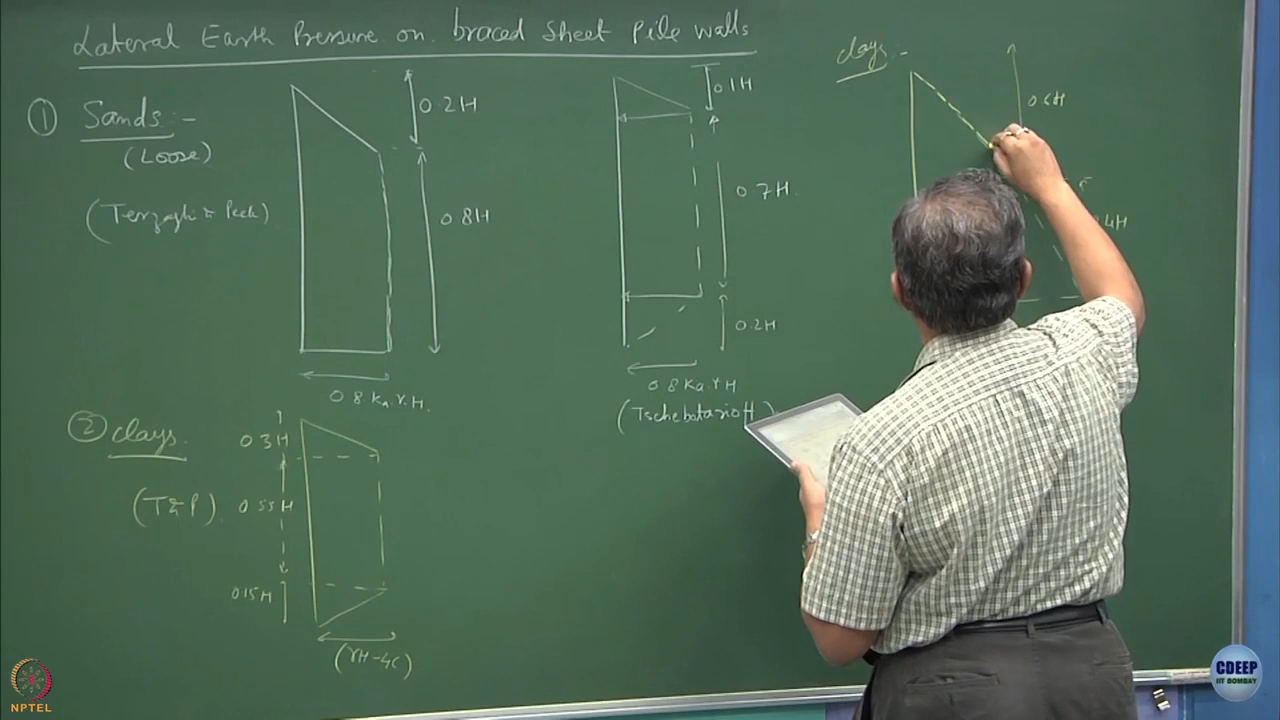 Lateral Earth Pressure on braced Sheet Pile walls
① Sands :-
(Loose)
(Terzaghi & Peck)
0.2H
0.8H
0.8 Ka.γ.H.
0.1H
0.7H.
0.2H
0.8 Ka.γ.H
(Tschebotarioff)
clays :-
0.6H
4H
② clays.
(T & P)
0.3H
0.55H
0.15H
(γH-4c)
NPTEL
CDEEP
IIT BOMBAY